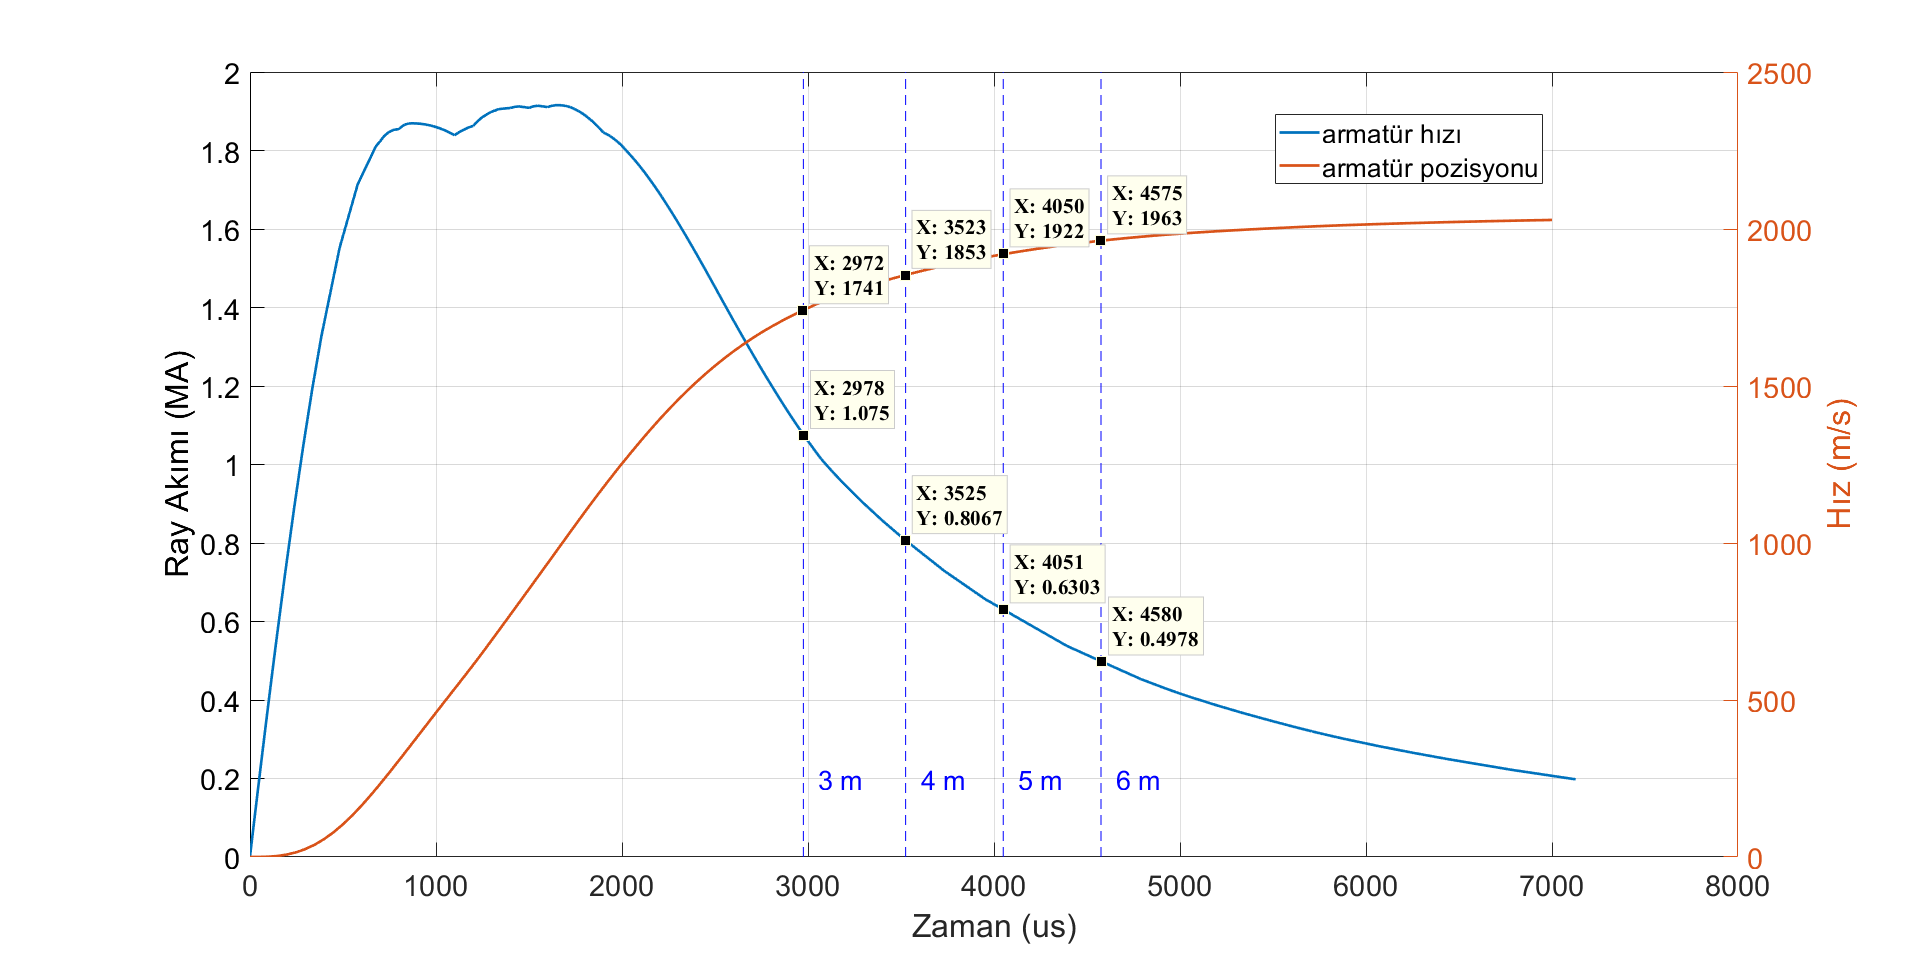 2
1.8
1.6
1.4
1.2
1
0.8
0.6
0.4
0.2
0
Ray Akımı (MA)
2500
2000
1500
1000
500
0
Hız (m/s)
0 1000 2000 3000 4000 5000 6000 7000 8000
Zaman (us)
armatür hızı
armatür pozisyonu
X: 2972
Y: 1741
X: 3523
Y: 1853
X: 4050
Y: 1922
X: 4575
Y: 1963
X: 2978
Y: 1.075
X: 3525
Y: 0.8067
X: 4051
Y: 0.6303
X: 4580
Y: 0.4978
3 m 4 m 5 m 6 m